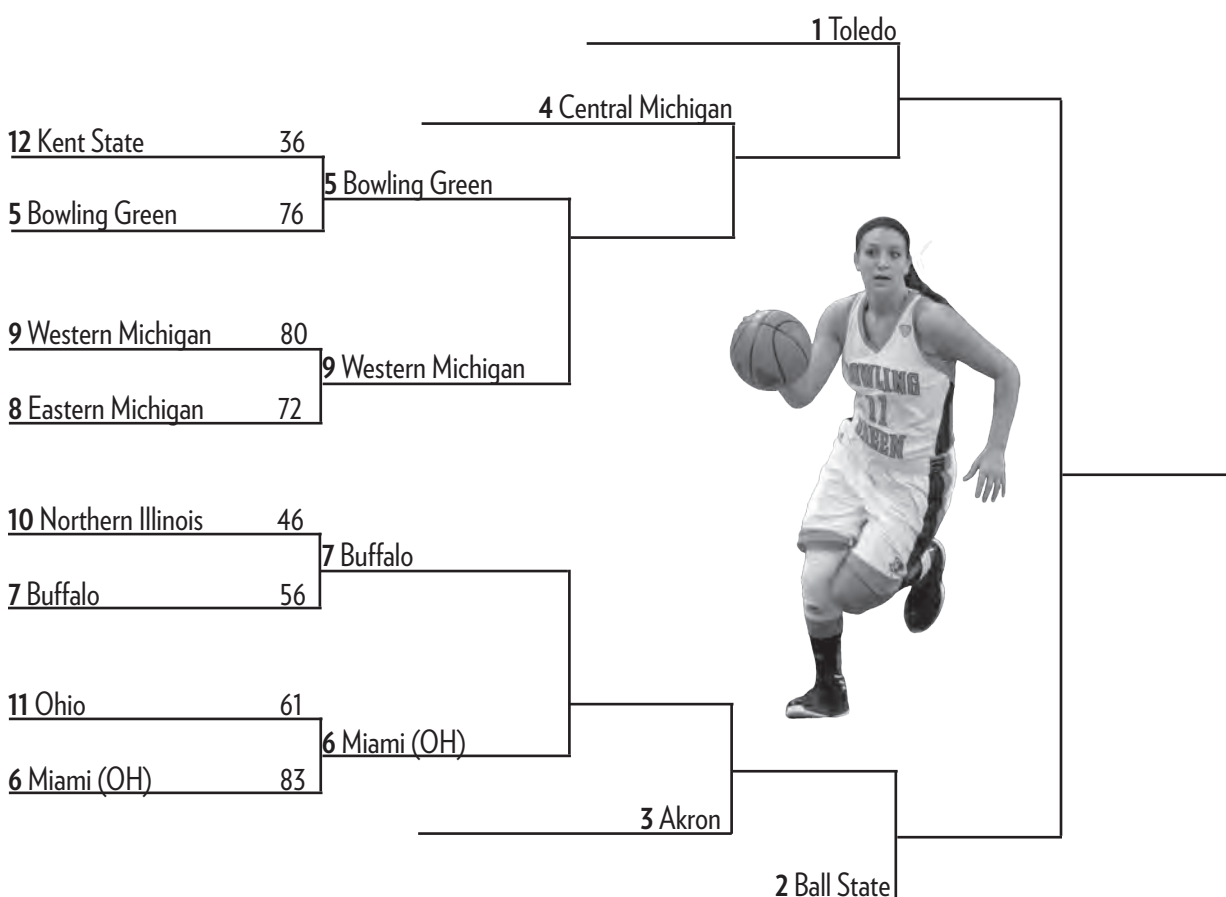 1 Toledo
4 Central Michigan
12 Kent State 36
5 Bowling Green
5 Bowling Green 76
9 Western Michigan 80
9 Western Michigan
8 Eastern Michigan 72
10 Northern Illinois 46
7 Buffalo
7 Buffalo 56
11 Ohio 61
6 Miami (OH)
6 Miami (OH) 83
3 Akron
2 Ball State
11